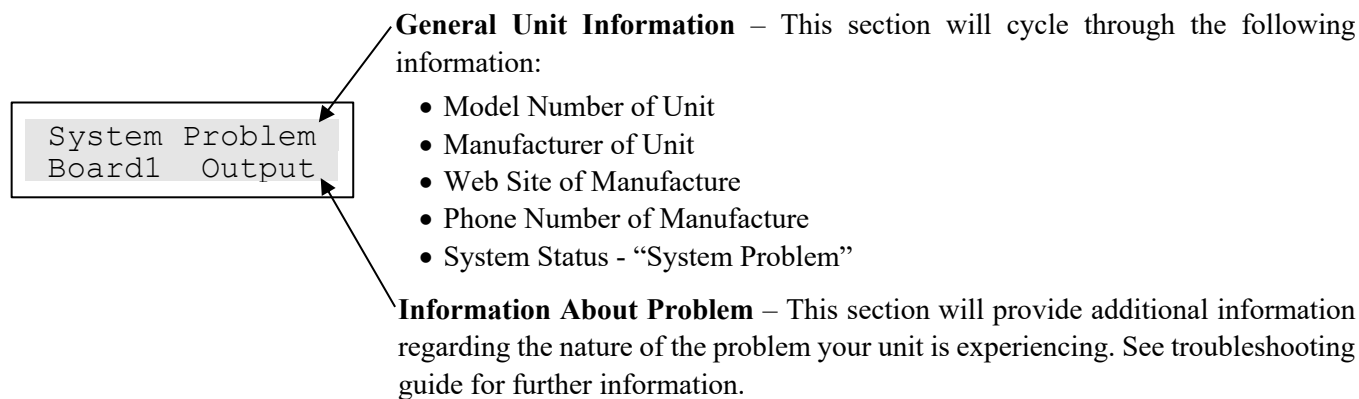 General Unit Information – This section will cycle through the following
information:
• Model Number of Unit
• Manufacturer of Unit
• Web Site of Manufacture
• Phone Number of Manufacture
• System Status - “System Problem”
System Problem
Board1 Output
Information About Problem – This section will provide additional information
regarding the nature of the problem your unit is experiencing. See troubleshooting
guide for further information.